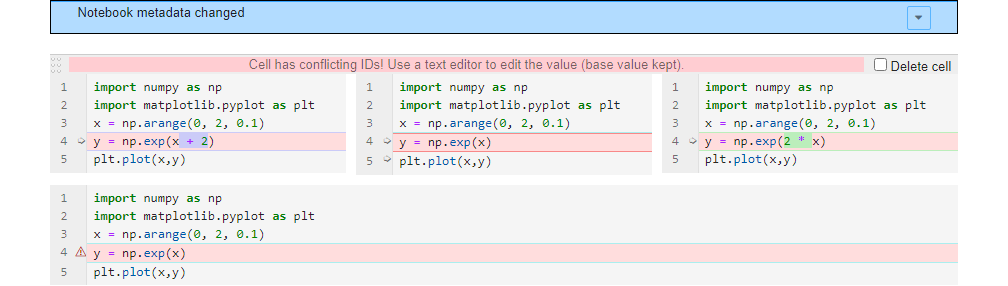 Notebook metadata changed
Cell has conflicting IDs! Use a text editor to edit the value (base value kept).
Delete cell
1 import numpy as np
2 import matplotlib.pyplot as plt
3 x = np.arange(0, 2, 0.1)
4 y = np.exp(x + 2)
5 plt.plot(x,y)
1 import numpy as np
2 import matplotlib.pyplot as plt
3 x = np.arange(0, 2, 0.1)
4 y = np.exp(x)
5 plt.plot(x,y)
1 import numpy as np
2 import matplotlib.pyplot as plt
3 x = np.arange(0, 2, 0.1)
4 y = np.exp(2 * x)
5 plt.plot(x,y)
1 import numpy as np
2 import matplotlib.pyplot as plt
3 x = np.arange(0, 2, 0.1)
4 y = np.exp(x)
5 plt.plot(x,y)